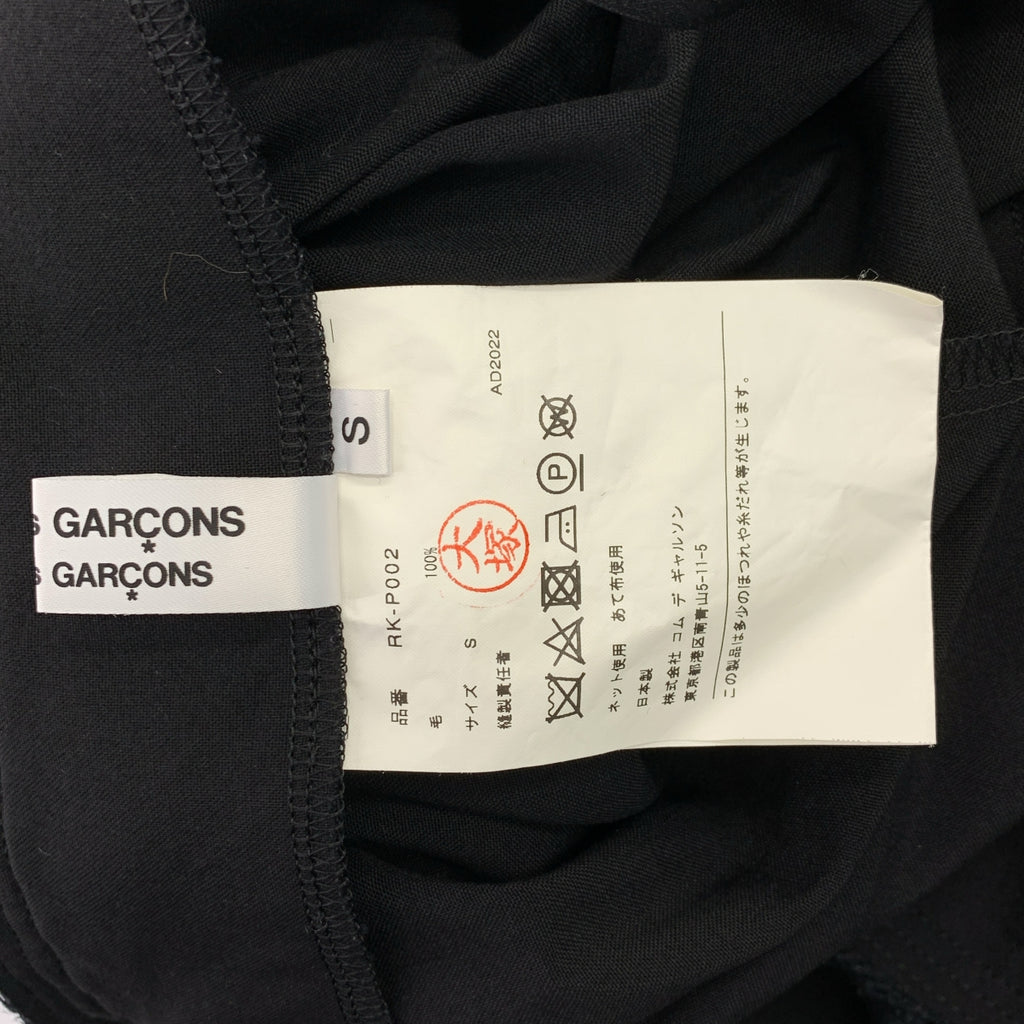 S GARÇONS
*
S GARÇONS
*
S
AD2022
品番 RK-P002
毛 100%
サイズ S
縫製責任者
大塚
P
W
ネット使用 あて布使用
日本製
株式会社 コム デ ギャルソン
東京都港区南青山5-11-5
この製品は多少のほつれや糸だれ等が生じます。